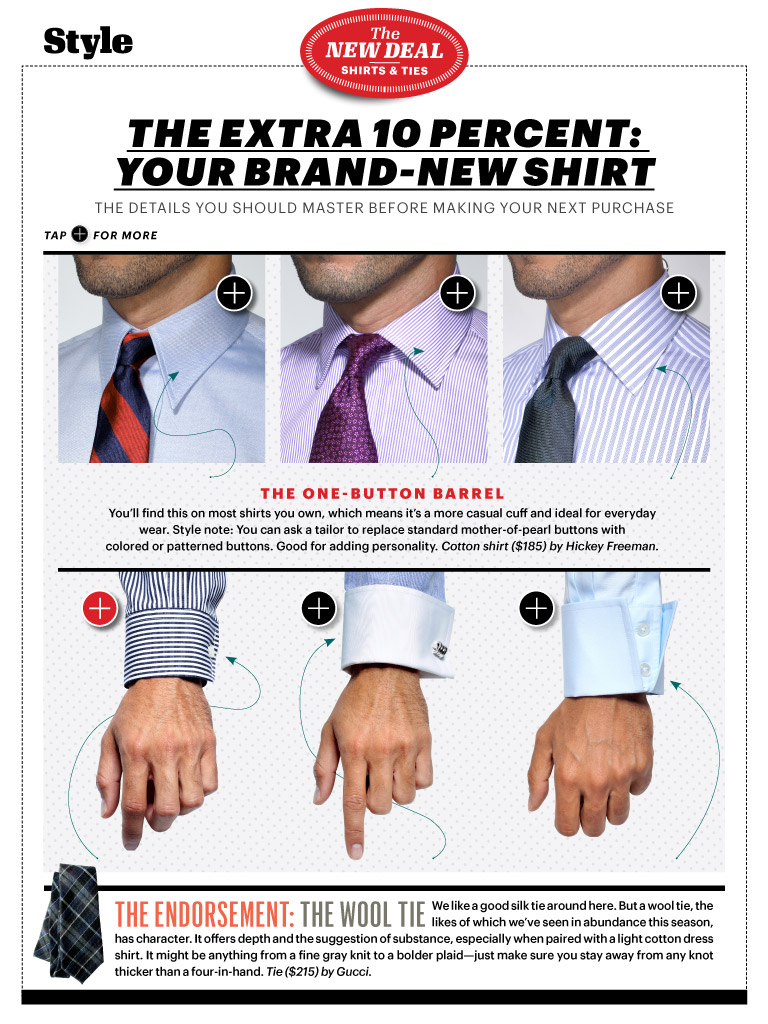 Style
The
NEW DEAL
SHIRTS & TIES
THE EXTRA 10 PERCENT:
YOUR BRAND-NEW SHIRT
THE DETAILS YOU SHOULD MASTER BEFORE MAKING YOUR NEXT PURCHASE
TAP + FOR MORE
THE ONE-BUTTON BARREL
You'll find this on most shirts you own, which means it's a more casual cuff and ideal for everyday
wear. Style note: You can ask a tailor to replace standard mother-of-pearl buttons with
colored or patterned buttons. Good for adding personality. Cotton shirt ($185) by Hickey Freeman.
THE ENDORSEMENT: THE WOOL TIE We like a good silk tie around here. But a wool tie, the
likes of which we've seen in abundance this season,
has character. It offers depth and the suggestion of substance, especially when paired with a light cotton dress
shirt. It might be anything from a fine gray knit to a bolder plaid—just make sure you stay away from any knot
thicker than a four-in-hand. Tie ($215) by Gucci.